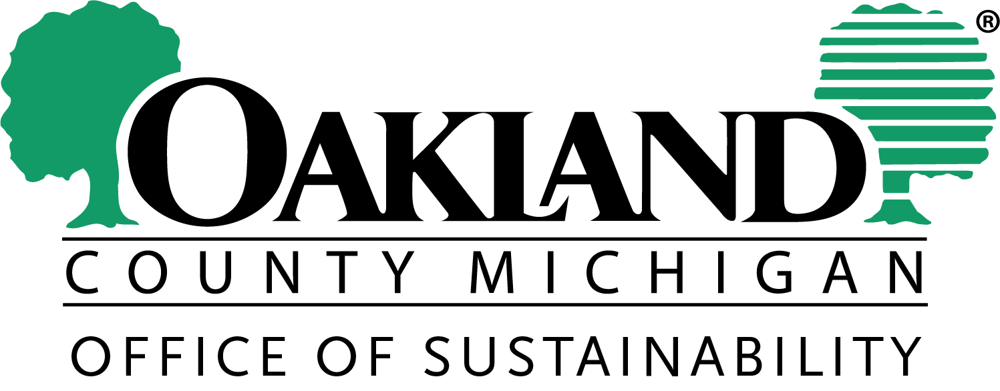 OAKLAND ®
COUNTY MICHIGAN
OFFICE OF SUSTAINABILITY